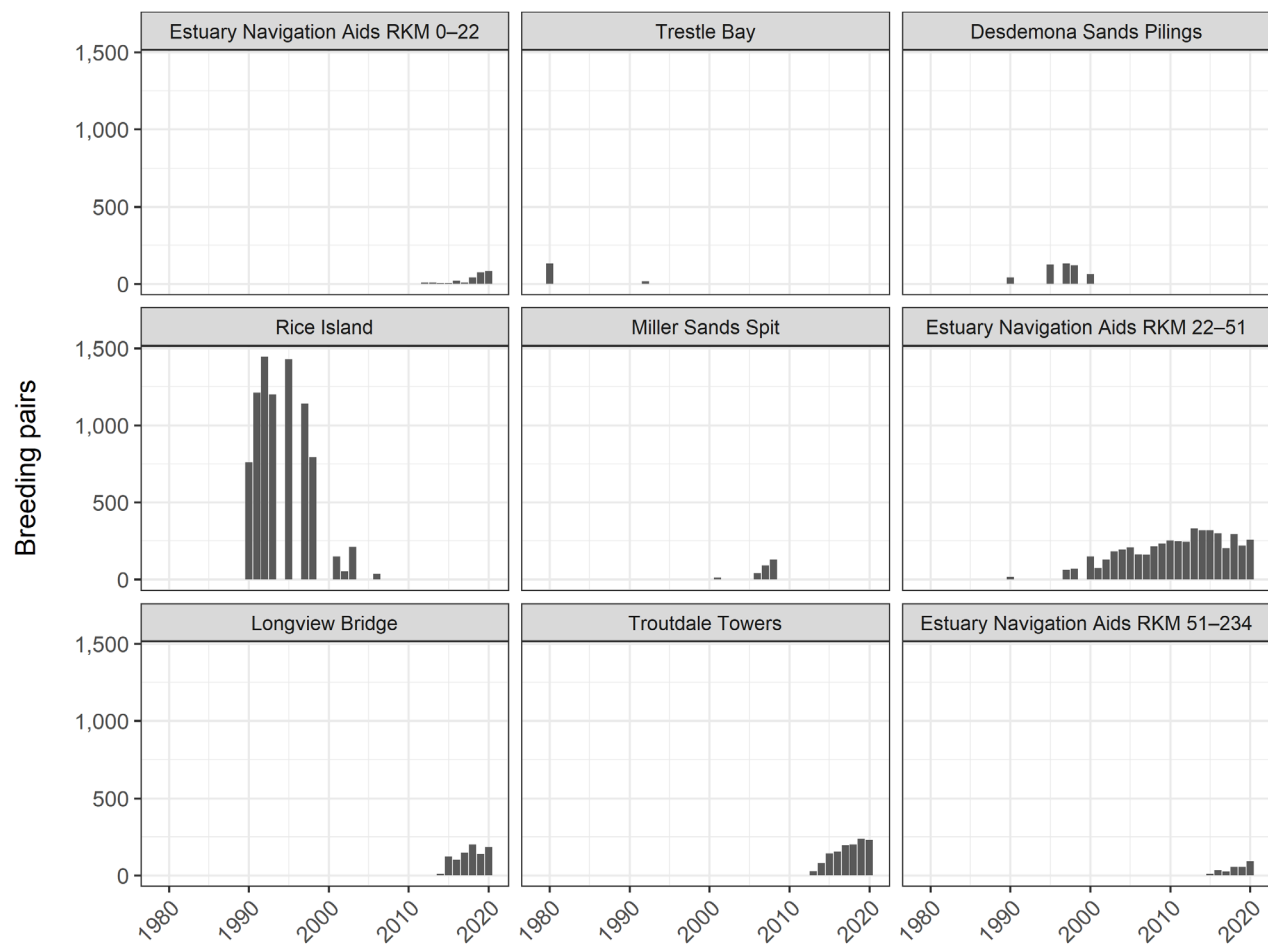 Estuary Navigation Aids RKM 0–22
Trestle Bay
Desdemona Sands Pilings
1,500
1,000
500
0
Rice Island
Miller Sands Spit
Estuary Navigation Aids RKM 22–51
1,500
1,000
500
0
Breeding pairs
Longview Bridge
Troutdale Towers
Estuary Navigation Aids RKM 51–234
1,500
1,000
500
0
1980
1990
2000
2010
2020
1980
1990
2000
2010
2020
1980
1990
2000
2010
2020